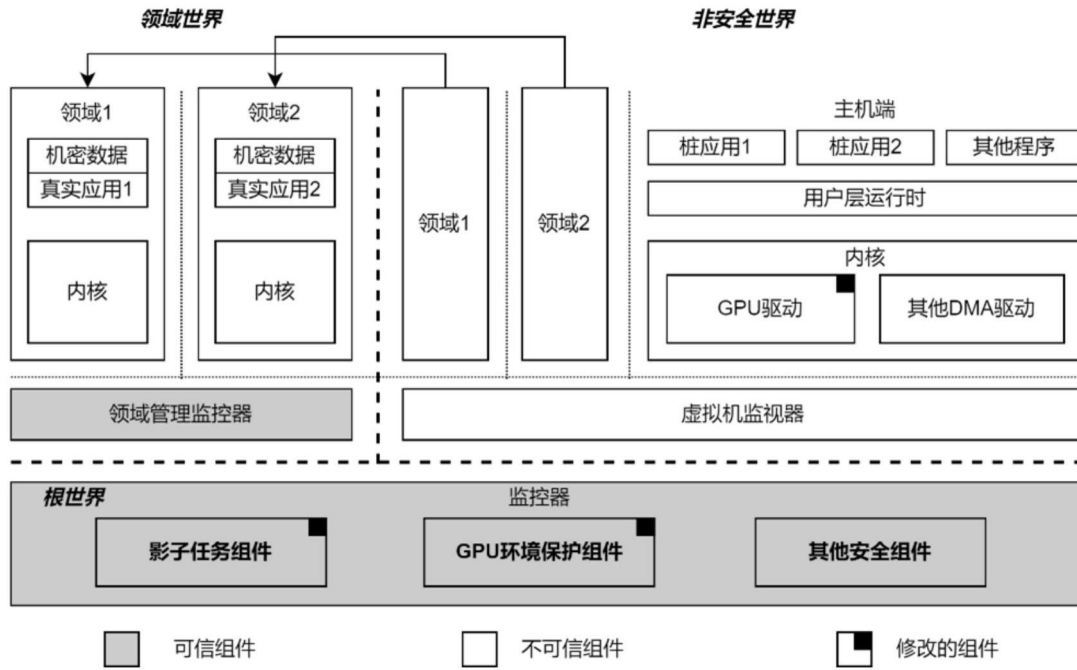 领域世界
非安全世界
领域1
领域2
主机端
机密数据
机密数据
桩应用1
桩应用2
其他程序
真实应用1
真实应用2
用户层运行时
领域1
领域2
内核
内核
内核
GPU驱动
其他DMA驱动
领域管理监控器
虚拟机监视器
根世界
监控器
影子任务组件
GPU环境保护组件
其他安全组件
可信组件
不可信组件
修改的组件